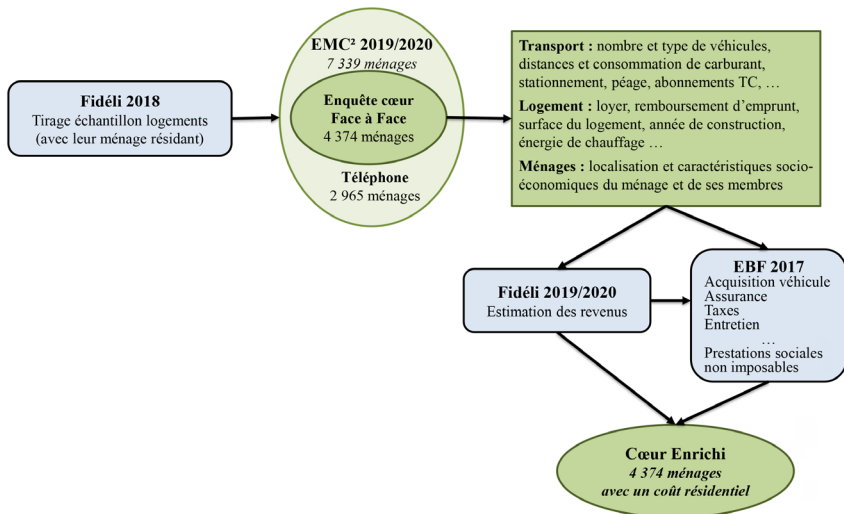 Fidéli 2018
Tirage échantillon logements
(avec leur ménage résidant)
EMC² 2019/2020
7 339 ménages
Enquête cœur
Face à Face
4 374 ménages
Téléphone
2 965 ménages
Transport : nombre et type de véhicules,
distances et consommation de carburant,
stationnement, péage, abonnements TC, …
Logement : loyer, remboursement d'emprunt,
surface du logement, année de construction,
énergie de chauffage …
Ménages : localisation et caractéristiques socio-
économiques du ménage et de ses membres
Fidéli 2019/2020
Estimation des revenus
EBF 2017
Acquisition véhicule
Assurance
Taxes
Entretien
…
Prestations sociales
non imposables
Cœur Enrichi
4 374 ménages
avec un coût résidentiel